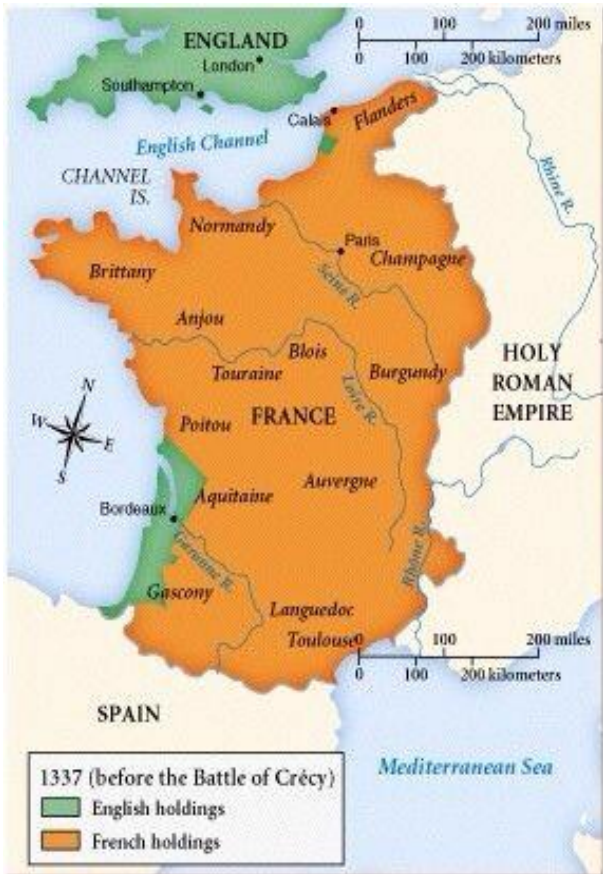 0 100 200 miles
0 100 200 kilometers
ENGLAND
London
Southampton
Calais
Flanders
English Channel
CHANNEL
IS.
Rhine R.
Normandy
Paris
Champagne
Brittany
Seine R.
Anjou
Blois
Touraine
Loire R.
Burgundy
HOLY
ROMAN
EMPIRE
N
W
E
S
Poitou
FRANCE
Aquitaine
Auvergne
Bordeaux
Garonne R.
Rhône R.
Gascony
Languedoc
Toulouse
0 100 200 miles
0 100 200 kilometers
SPAIN
Mediterranean Sea
1337 (before the Battle of Crécy)
English holdings
French holdings